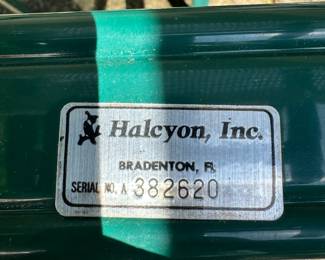 Halcyon, Inc.
BRADENTON, FL
SERIAL NO. A 382620